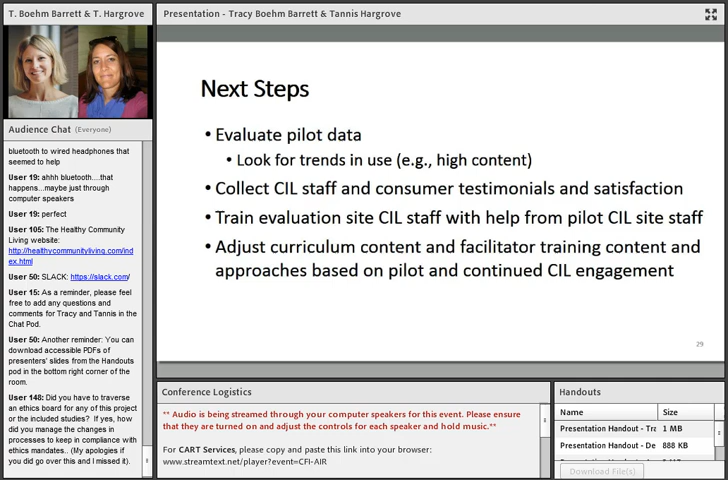 T. Boehm Barrett & T. Hargrove
Presentation - Tracy Boehm Barrett & Tannis Hargrove
Audience Chat (Everyone)
bluetooth to wired headphones that
seemed to help
User 19: ahhh bluetooth....that
happens...maybe just through
computer speakers
User 19: perfect
User 105: The Healthy Community
Living website:
http://healthycommunityliving.com/ind
ex.html
User 50: SLACK: https://slack.com/
User 15: As a reminder, please feel
free to add any questions and
comments for Tracy and Tannis in the
Chat Pod.
User 50: Another reminder: You can
download accessible PDFs of
presenters' slides from the Handouts
pod in the bottom right corner of the
room.
User 148: Did you have to traverse
an ethics board for any of this project
or the included studies? If yes, how
did you manage the changes in
processes to keep in compliance with
ethics mandates.. (My apologies if
you did go over this and I missed it).
Next Steps
• Evaluate pilot data
• Look for trends in use (e.g., high content)
• Collect CIL staff and consumer testimonials and satisfaction
• Train evaluation site CIL staff with help from pilot CIL site staff
• Adjust curriculum content and facilitator training content and
approaches based on pilot and continued CIL engagement
29
Conference Logistics
** Audio is being streamed through your computer speakers for this event. Please ensure
that they are turned on and adjust the controls for each speaker and hold music.**
For CART Services, please copy and paste this link into your browser:
www.streamtext.net/player?event=CFI-AIR
Handouts
Name Size
Presentation Handout - Tra 1 MB
Presentation Handout - De 888 KB
Download File(s)